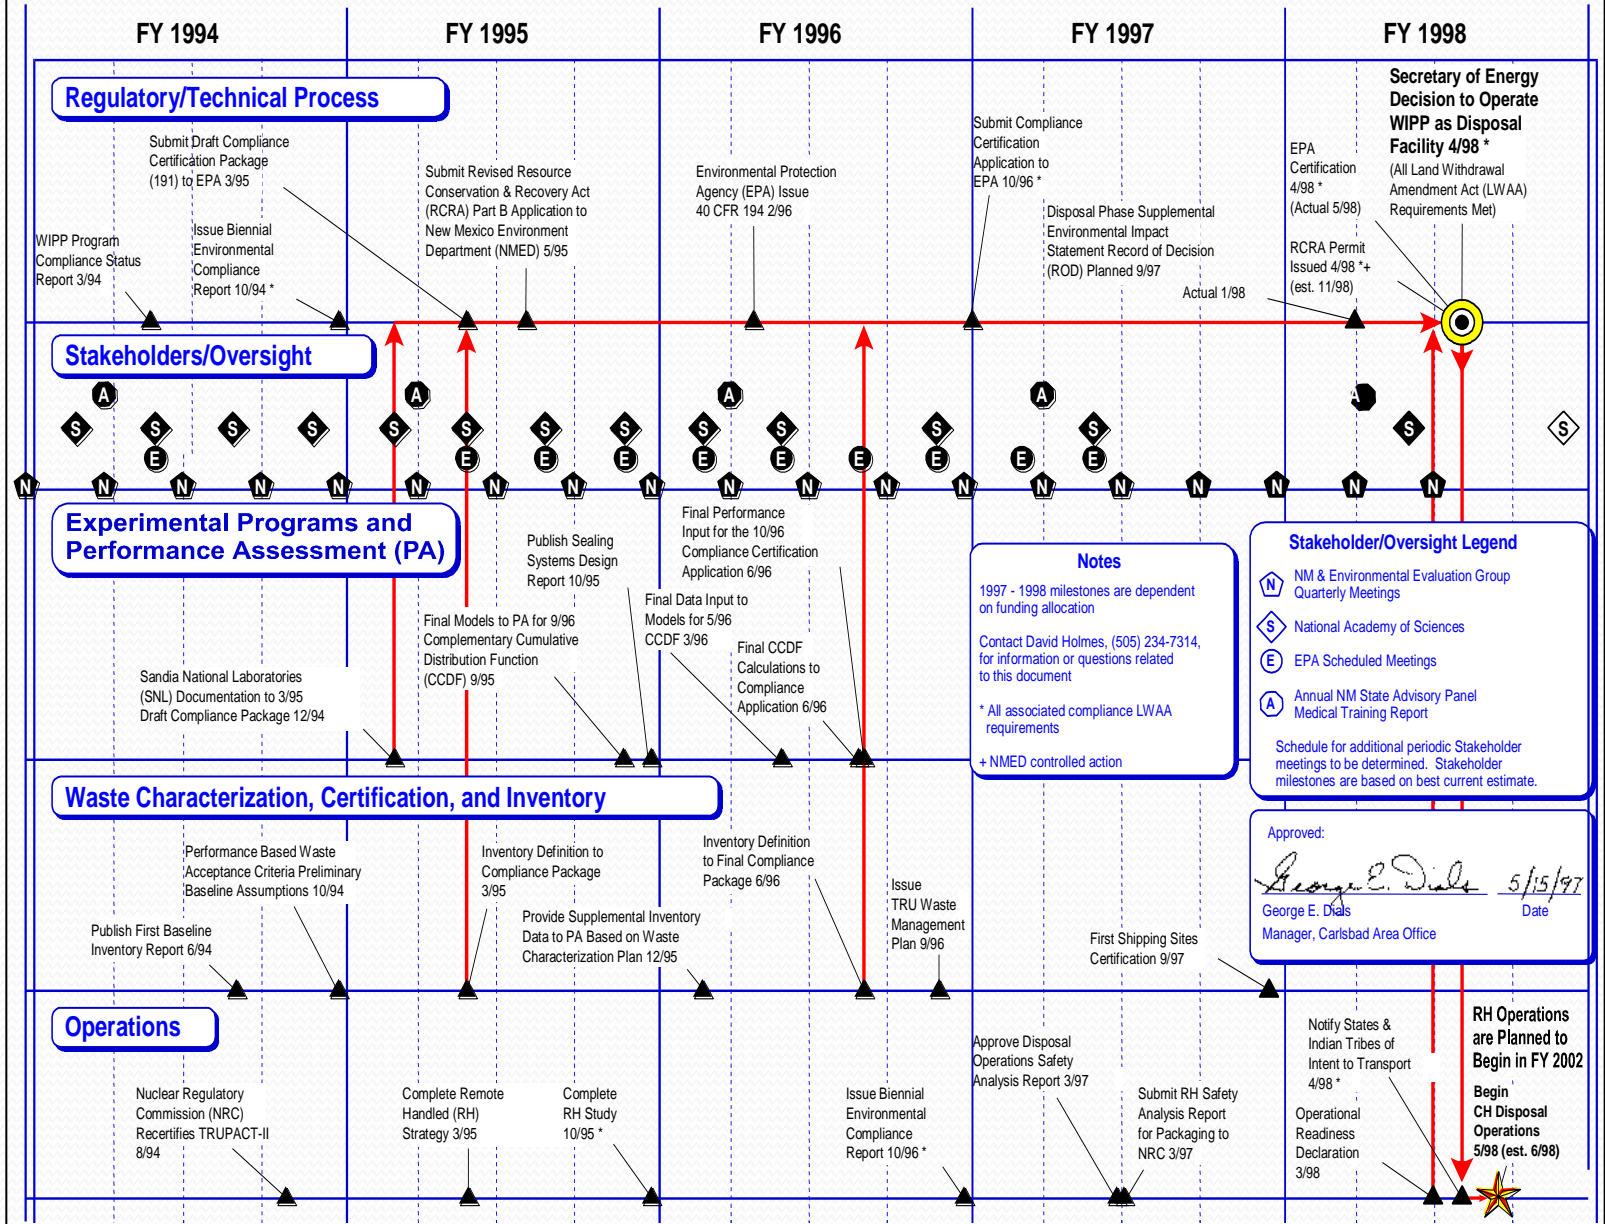 FY 1994
FY 1995
FY 1996
FY 1997
FY 1998
Regulatory/Technical Process
Submit Draft Compliance
Certification Package
(191) to EPA 3/95
WIPP Program
Compliance Status
Report 3/94
Issue Biennial
Environmental
Compliance
Report 10/94 *
Submit Revised Resource
Conservation & Recovery Act
(RCRA) Part B Application to
New Mexico Environment
Department (NMED) 5/95
Environmental Protection
Agency (EPA) Issue
40 CFR 194 2/96
Submit Compliance
Certification
Application to
EPA 10/96 *
Disposal Phase Supplemental
Environmental Impact
Statement Record of Decision
(ROD) Planned 9/97
Actual 1/98
EPA
Certification
4/98 *
(Actual 5/98)
RCRA Permit
Issued 4/98 *+
(est. 11/98)
Secretary of Energy
Decision to Operate
WIPP as Disposal
Facility 4/98 *
(All Land Withdrawal
Amendment Act (LWAA)
Requirements Met)
Stakeholders/Oversight
A A A A A
S S S S S S S S S S S S S S S
E E E E E E E E E E
N N N N N N N N N N N N N N N N N N N
Experimental Programs and
Performance Assessment (PA)
Sandia National Laboratories
(SNL) Documentation to 3/95
Draft Compliance Package 12/94
Final Models to PA for 9/96
Complementary Cumulative
Distribution Function
(CCDF) 9/95
Publish Sealing
Systems Design
Report 10/95
Final Performance
Input for the 10/96
Compliance Certification
Application 6/96
Final Data Input to
Models for 5/96
CCDF 3/96
Final CCDF
Calculations to
Compliance
Application 6/96
Notes
1997 - 1998 milestones are dependent
on funding allocation
Contact David Holmes, (505) 234-7314,
for information or questions related
to this document
* All associated compliance LWAA
requirements
+ NMED controlled action
Stakeholder/Oversight Legend
N NM & Environmental Evaluation Group
Quarterly Meetings
S National Academy of Sciences
E EPA Scheduled Meetings
A Annual NM State Advisory Panel
Medical Training Report
Schedule for additional periodic Stakeholder
meetings to be determined. Stakeholder
milestones are based on best current estimate.
Approved:
George E. Dials 5/15/97
George E. Dials Date
Manager, Carlsbad Area Office
Waste Characterization, Certification, and Inventory
Publish First Baseline
Inventory Report 6/94
Performance Based Waste
Acceptance Criteria Preliminary
Baseline Assumptions 10/94
Inventory Definition to
Compliance Package
3/95
Provide Supplemental Inventory
Data to PA Based on Waste
Characterization Plan 12/95
Inventory Definition
to Final Compliance
Package 6/96
Issue
TRU Waste
Management
Plan 9/96
First Shipping Sites
Certification 9/97
Operations
Nuclear Regulatory
Commission (NRC)
Recertifies TRUPACT-II
8/94
Complete Remote
Handled (RH)
Strategy 3/95
Complete
RH Study
10/95 *
Issue Biennial
Environmental
Compliance
Report 10/96 *
Approve Disposal
Operations Safety
Analysis Report 3/97
Submit RH Safety
Analysis Report
for Packaging to
NRC 3/97
Notify States &
Indian Tribes of
Intent to Transport
4/98 *
Operational
Readiness
Declaration
3/98
RH Operations
are Planned to
Begin in FY 2002
Begin
CH Disposal
Operations
5/98 (est. 6/98)